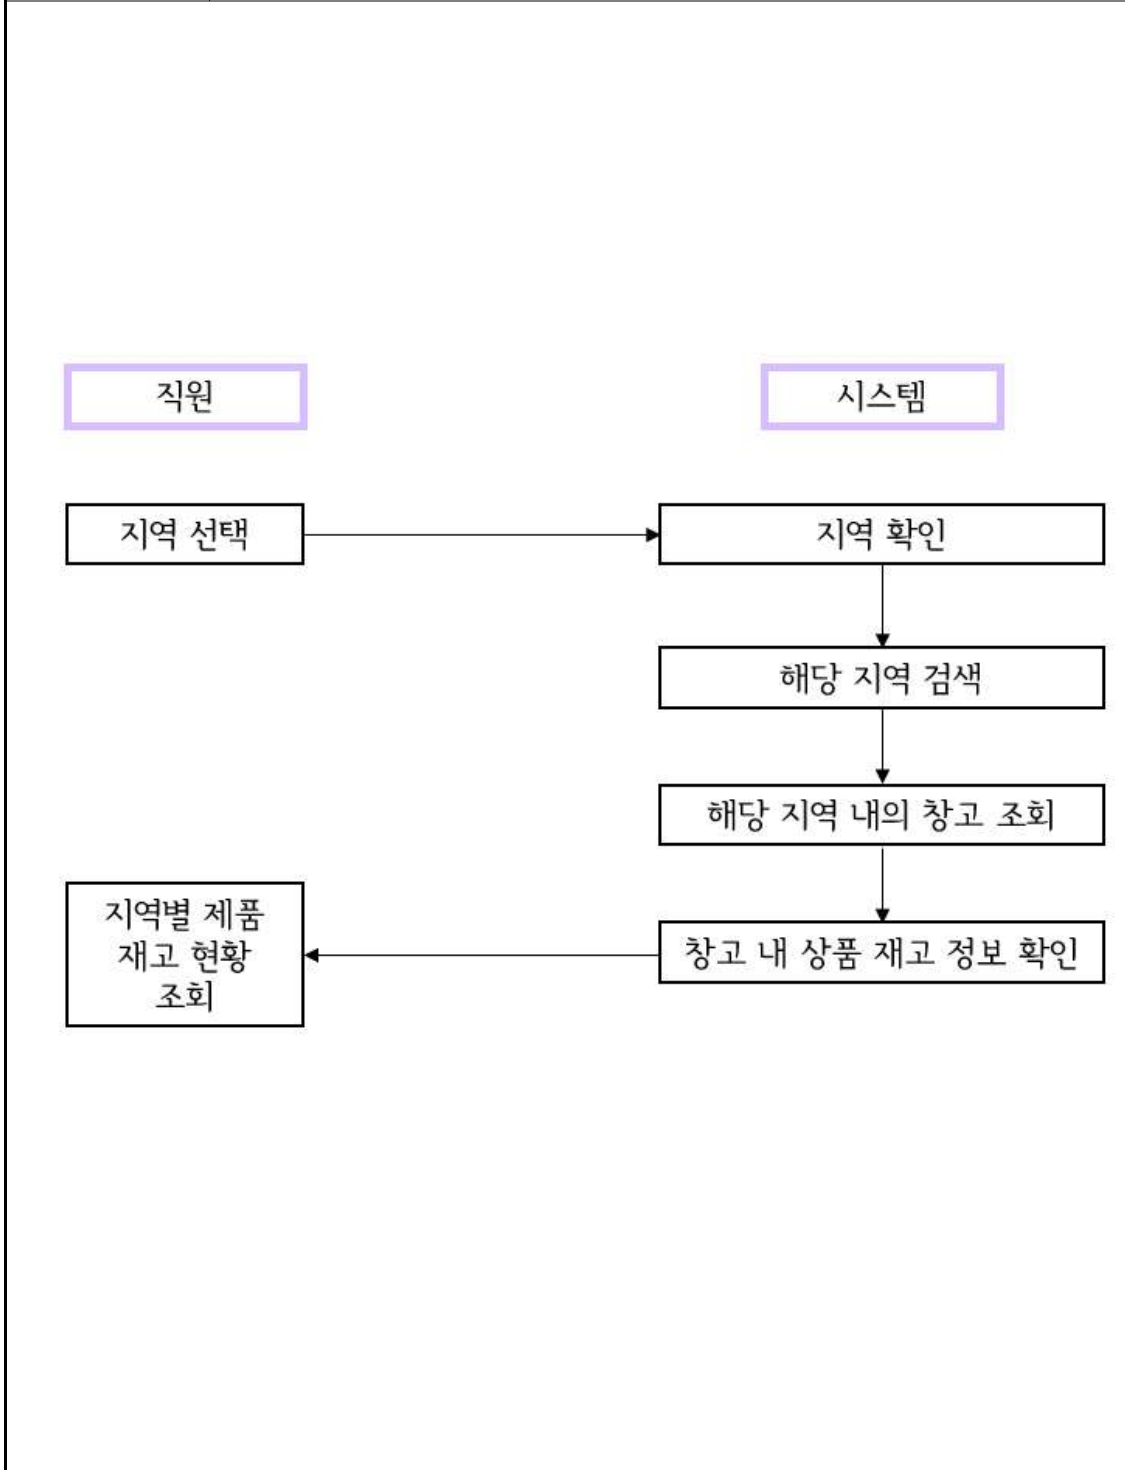 직원
시스템
지역 선택
지역 확인
해당 지역 검색
해당 지역 내의 창고 조회
창고 내 상품 재고 정보 확인
지역별 제품
재고 현황
조회